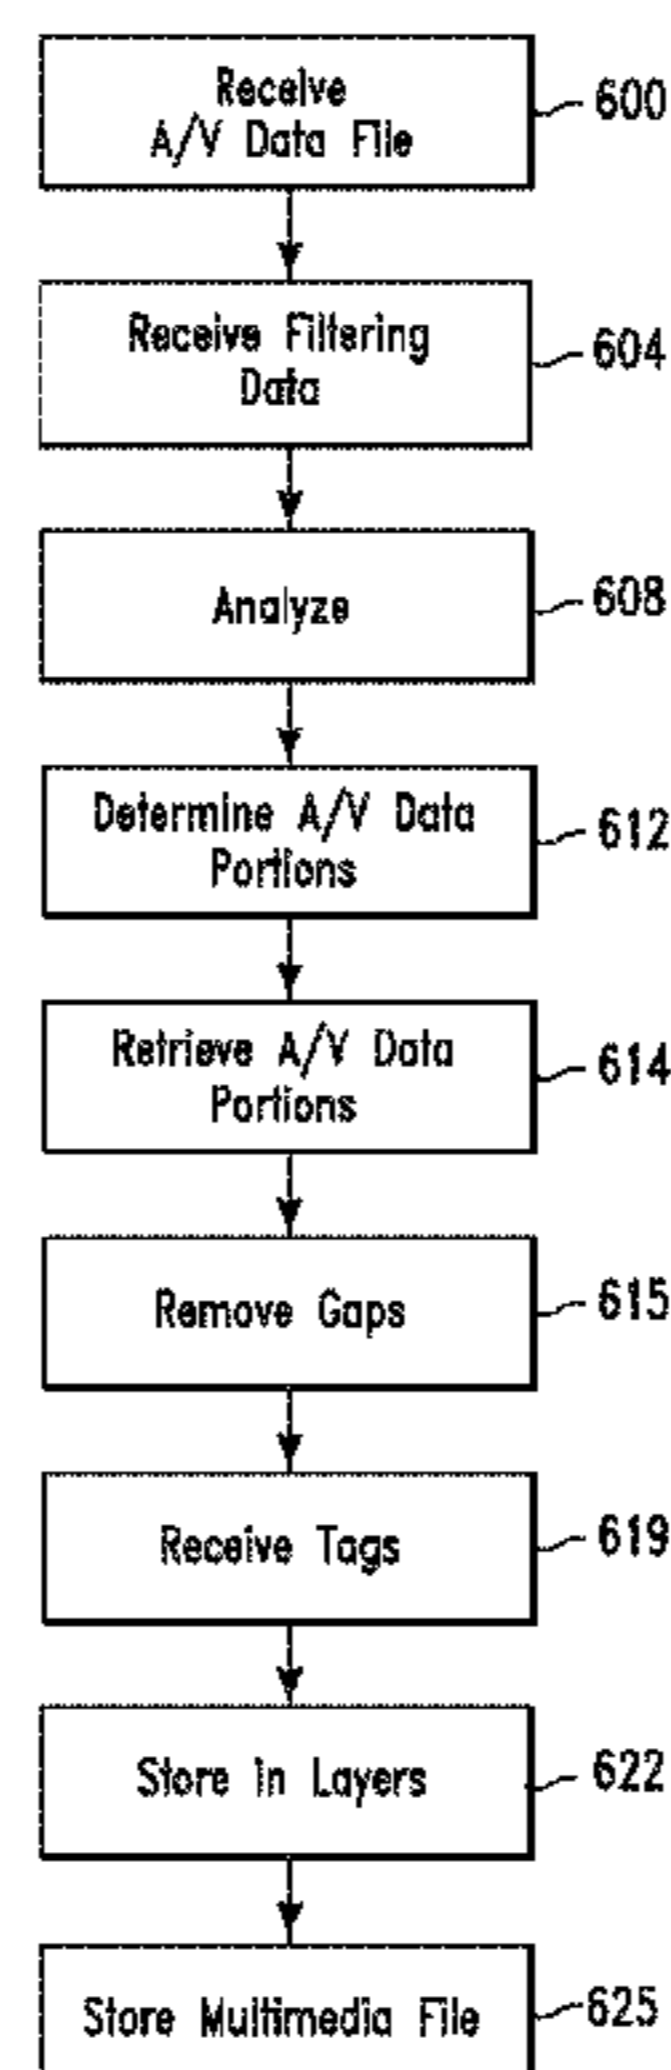 Receive
A/V Data File
600
Receive Filtering
Data
604
Analyze
608
Determine A/V Data
Portions
612
Retrieve A/V Data
Portions
614
Remove Gaps
615
Receive Tags
619
Store in Layers
622
Store Multimedia File
625